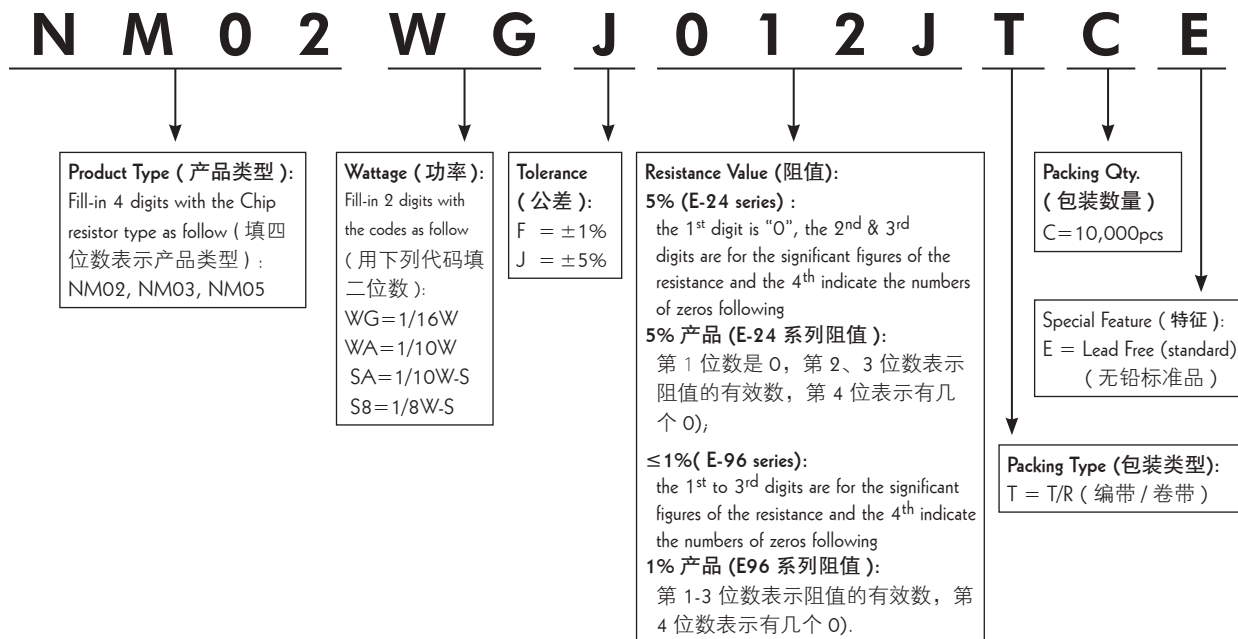 N M 0 2 W G J 0 1 2 J T C E
Product Type ( 产品类型 ):
Fill-in 4 digits with the Chip
resistor type as follow ( 填四
位数表示产品类型 ) :
NM02, NM03, NM05
Wattage ( 功率 ):
Fill-in 2 digits with
the codes as follow
( 用下列代码填
二位数 ):
WG=1/16W
WA=1/10W
SA=1/10W-S
S8=1/8W-S
Tolerance
( 公差 ):
F = ±1%
J = ±5%
Resistance Value (阻值):
5% (E-24 series) :
the 1st digit is “0”, the 2nd & 3rd
digits are for the significant figures of the
resistance and the 4th indicate the numbers
of zeros following
5% 产品 (E-24 系列阻值 ):
第 1 位数是 0，第 2、3 位数表示
阻值的有效数，第 4 位表示有几
个 0);
≤1%( E-96 series):
the 1st to 3rd digits are for the significant
figures of the resistance and the 4th indicate
the numbers of zeros following
1% 产品 (E96 系列阻值 ):
第 1-3 位数表示阻值的有效数，第
4 位数表示有几个 0).
Packing Qty.
( 包装数量 )
C=10,000pcs
Special Feature ( 特征 ):
E = Lead Free (standard)
( 无铅标准品 )
Packing Type (包装类型):
T = T/R ( 编带 / 卷带 )